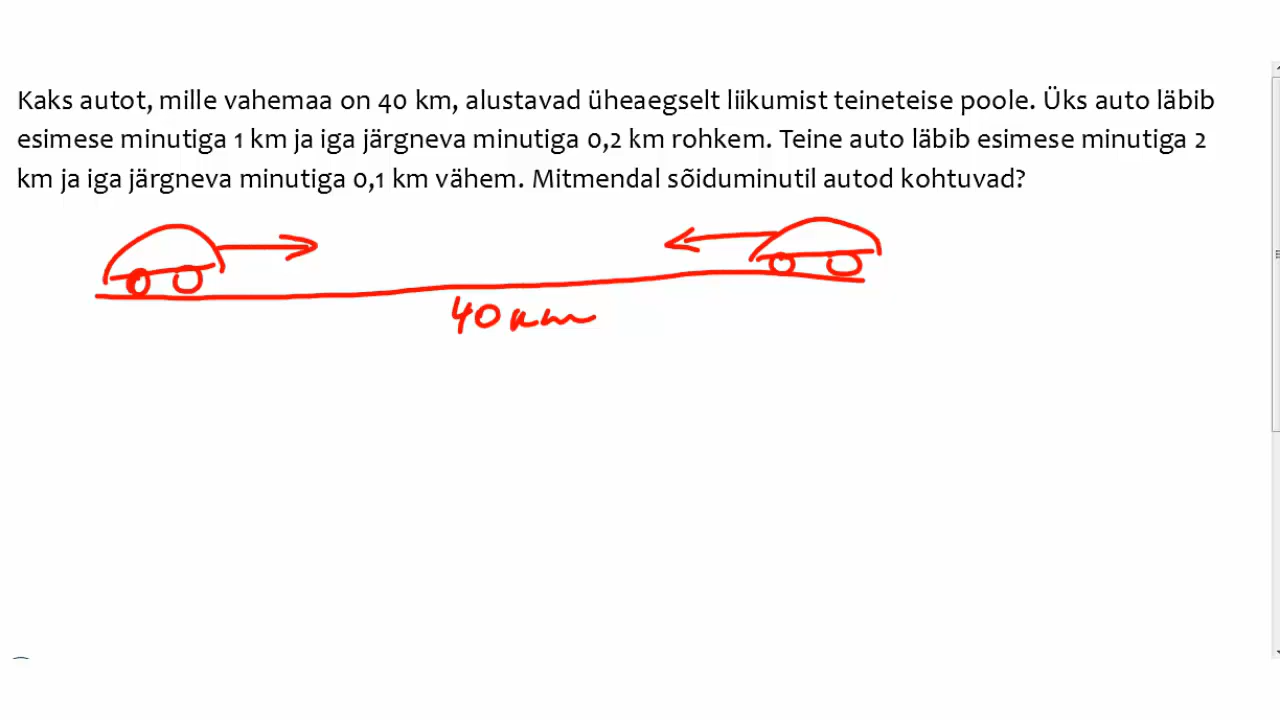 Kaks autot, mille vahemaa on 40 km, alustavad üheaegselt liikumist teineteise poole. Üks auto läbib
esimese minutiga 1 km ja iga järgneva minutiga 0,2 km rohkem. Teine auto läbib esimese minutiga 2
km ja iga järgneva minutiga 0,1 km vähem. Mitmendal sõiduminutil autod kohtuvad?
40 km